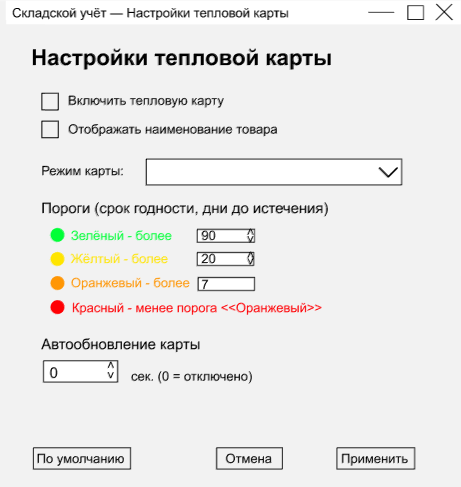 Складской учёт — Настройки тепловой карты
Настройки тепловой карты
Включить тепловую карту
Отображать наименование товара
Режим карты:
Пороги (срок годности, дни до истечения)
Зелёный - более 90
Жёлтый - более 20
Оранжевый - более 7
Красный - менее порога <<Оранжевый>>
Автообновление карты
0 сек. (0 = отключено)
По умолчанию Отмена Применить